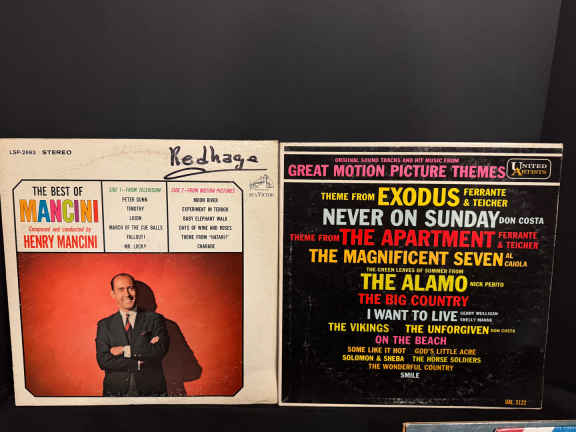 LSP-2693 STEREO
Redhage
RCA VICTOR
THE BEST OF
MANCINI
Composed and conducted by
HENRY MANCINI
SIDE 1—FROM TELEVISION
PETER GUNN
TIMOTHY
LUJON
MARCH OF THE CUE BALLS
FALLOUT!
MR. LUCKY
SIDE 2—FROM MOTION PICTURES
MOON RIVER
EXPERIMENT IN TERROR
BABY ELEPHANT WALK
DAYS OF WINE AND ROSES
THEME FROM "HATARI!"
CHARADE
ORIGINAL SOUND TRACKS AND HIT MUSIC FROM
GREAT MOTION PICTURE THEMES
UNITED
ARTISTS
THEME FROM EXODUS FERRANTE
& TEICHER
NEVER ON SUNDAY DON COSTA
THEME FROM THE APARTMENT FERRANTE
& TEICHER
THE MAGNIFICENT SEVEN AL
CAIOLA
THE GREEN LEAVES OF SUMMER FROM
THE ALAMO NICK PERITO
THE BIG COUNTRY
I WANT TO LIVE GERRY MULLIGAN
SHELLY MANNE
THE VIKINGS THE UNFORGIVEN DON COSTA
ON THE BEACH
SOME LIKE IT HOT GOD'S LITTLE ACRE
SOLOMON & SHEBA THE HORSE SOLDIERS
THE WONDERFUL COUNTRY
SMILE
UAL 3122